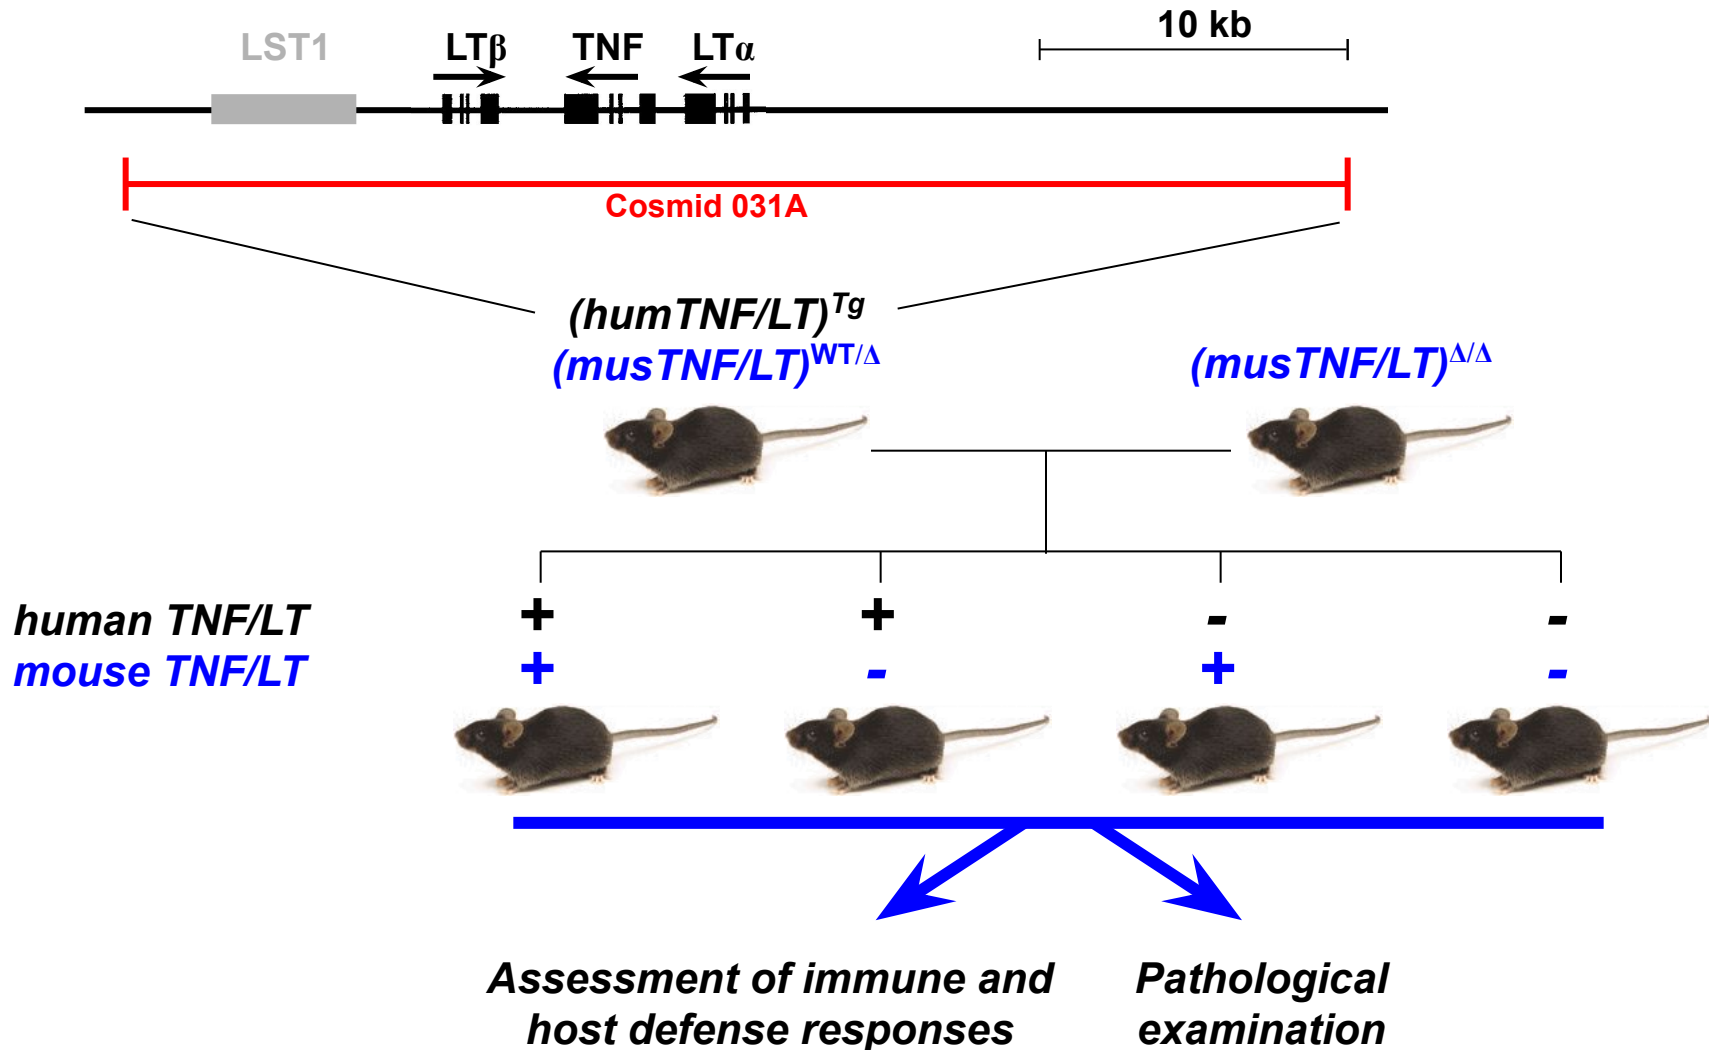 10 kb
LST1 LTβ TNF LTα
Cosmid 031A
(humTNF/LT)Tg
(musTNF/LT)WT/Δ (musTNF/LT)Δ/Δ
human TNF/LT + + - -
mouse TNF/LT + - + -
Assessment of immune and
host defense responses
Pathological
examination